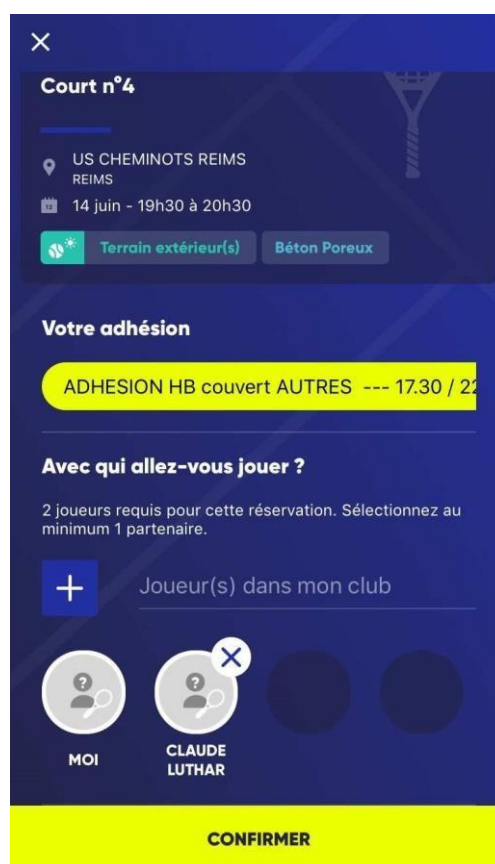 Court n°4
US CHEMINOTS REIMS
REIMS
14 juin - 19h30 à 20h30
Terrain extérieur(s) Béton Poreux
Votre adhésion
ADHESION HB couvert AUTRES --- 17.30 / 22
Avec qui allez-vous jouer ?
2 joueurs requis pour cette réservation. Sélectionnez au
minimum 1 partenaire.
Joueur(s) dans mon club
MOI
CLAUDE
LUTHAR
CONFIRMER